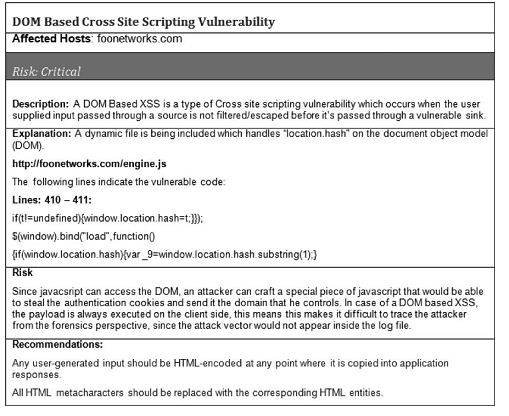 DOM Based Cross Site Scripting Vulnerability
Affected Hosts: foonetworks.com
Risk: Critical
Description: A DOM Based XSS is a type of Cross site scripting vulnerability which occurs when the user
supplied input passed through a source is not filtered/escaped before it's passed through a vulnerable sink.
Explanation: A dynamic file is being included which handles "location.hash" on the document object model
(DOM).
http://foonetworks.com/engine.js
The following lines indicate the vulnerable code:
Lines: 410 – 411:
if(t!=undefined){window.location.hash=t;}});
$(window).bind("load",function()
{if(window.location.hash){var _9=window.location.hash.substring(1);}
Risk
Since javacsript can access the DOM, an attacker can craft a special piece of javascript that would be able
to steal the authentication cookies and send it the domain that he controls. In case of a DOM based XSS,
the payload is always executed on the client side, this means this makes it difficult to trace the attacker
from the forensics perspective, since the attack vector would not appear inside the log file.
Recommendations:
Any user-generated input should be HTML-encoded at any point where it is copied into application
responses.
All HTML metacharacters should be replaced with the corresponding HTML entities.